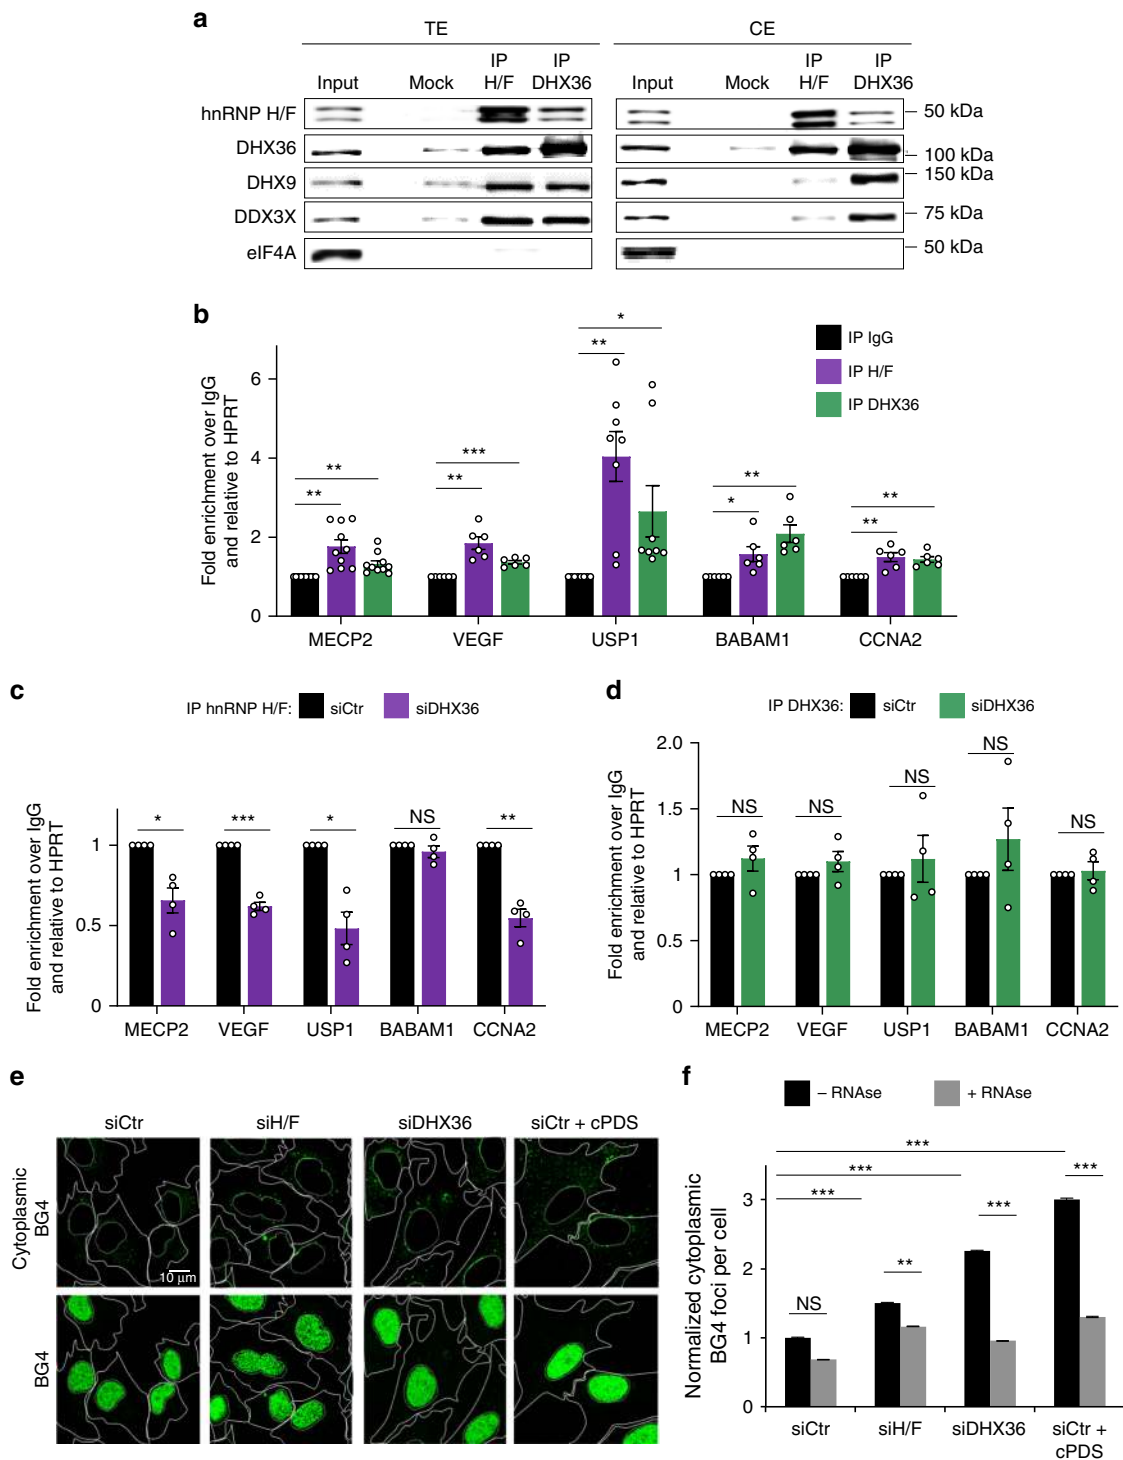 a
TE CE
Input Mock IP H/F IP DHX36 Input Mock IP H/F IP DHX36
hnRNP H/F 50 kDa
DHX36 100 kDa
DHX9 150 kDa
DDX3X 75 kDa
eIF4A 50 kDa
b
Fold enrichment over IgG
and relative to HPRT
6
4
2
0
** ** ** *** ** * * ** ** **
IP IgG
IP H/F
IP DHX36
MECP2 VEGF USP1 BABAM1 CCNA2
c
IP hnRNP H/F: siCtr siDHX36
Fold enrichment over IgG
and relative to HPRT
1
0.5
0
* *** * NS **
MECP2 VEGF USP1 BABAM1 CCNA2
d
IP DHX36: siCtr siDHX36
Fold enrichment over IgG
and relative to HPRT
2.0
1.5
1
0.5
0
NS NS NS NS NS
MECP2 VEGF USP1 BABAM1 CCNA2
e
siCtr siH/F siDHX36 siCtr + cPDS
Cytoplasmic
BG4
10 μm
BG4
f
– RNAse + RNAse
Normalized cytoplasmic
BG4 foci per cell
3
2
1
0
***
***
***
NS ** *** ***
siCtr siH/F siDHX36 siCtr +
cPDS